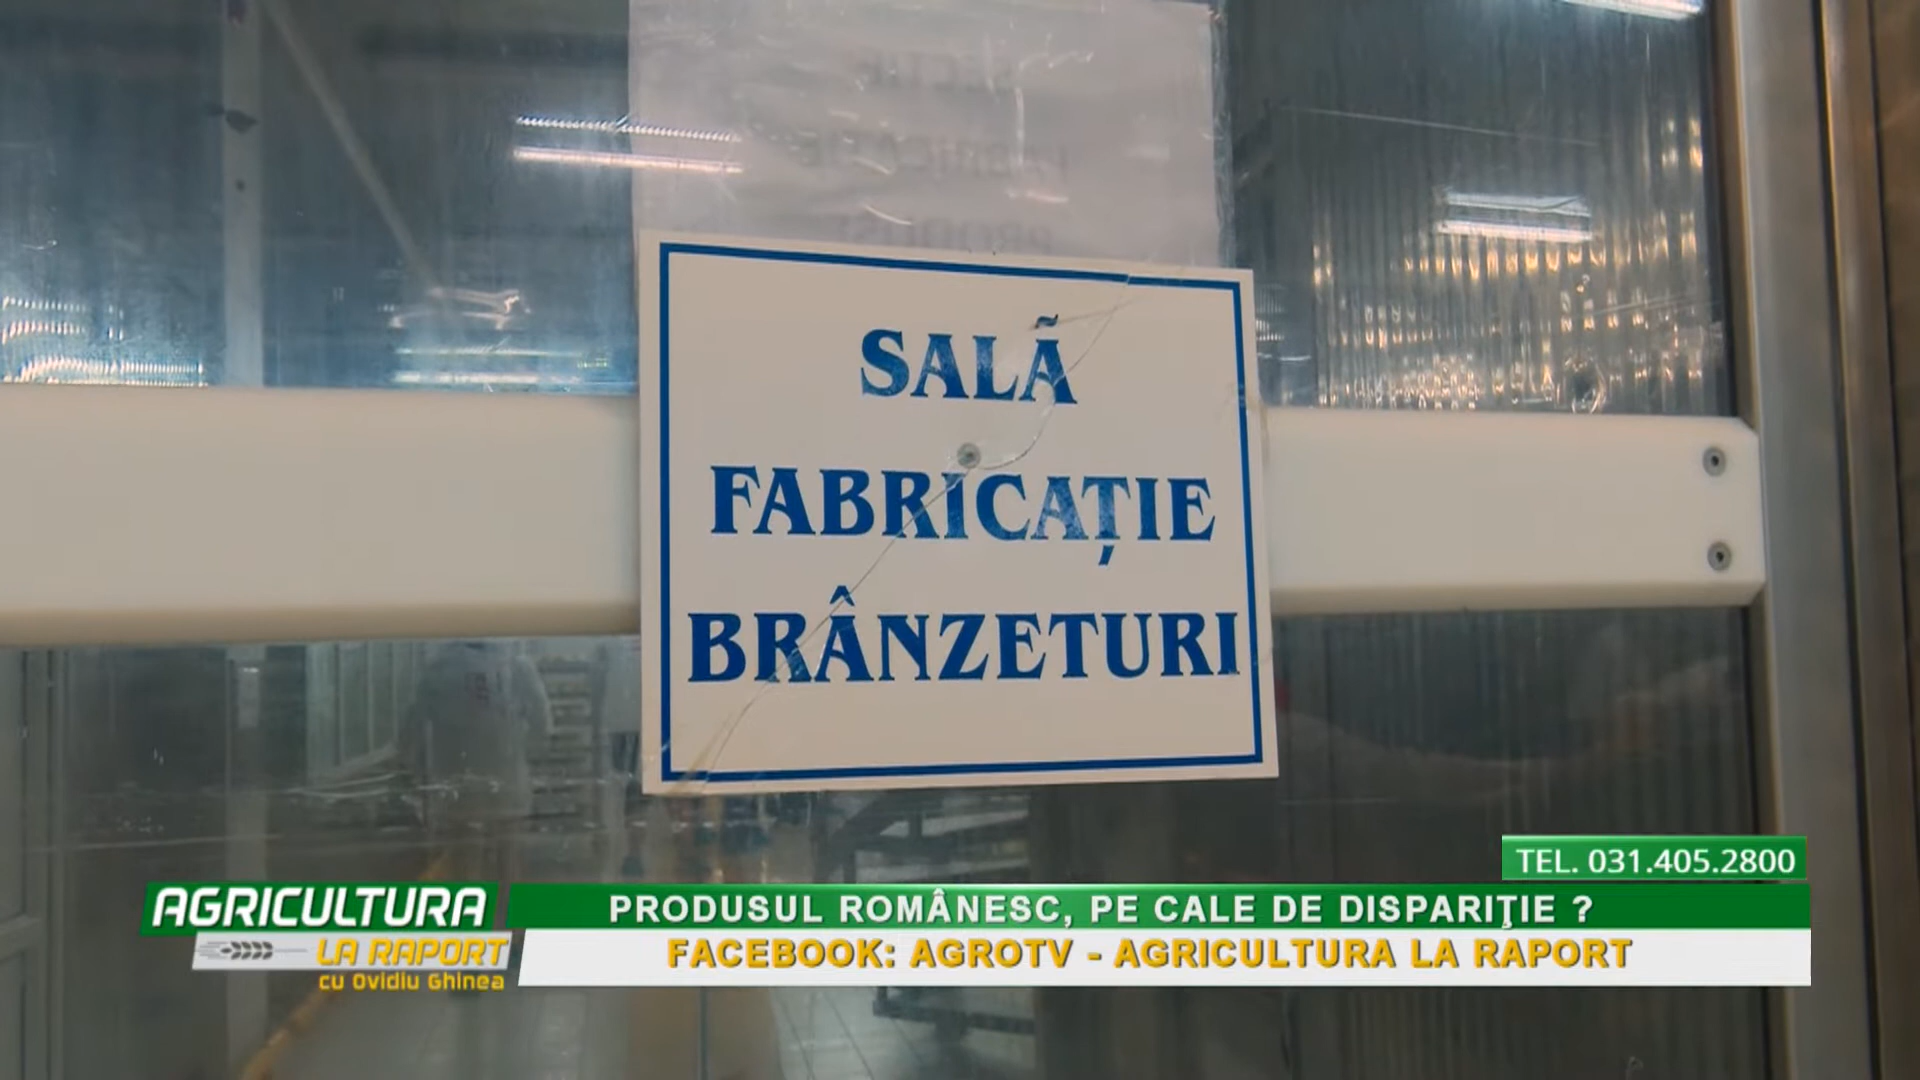 SALĂ
FABRICAȚIE
BRÂNZETURI
TEL. 031.405.2800
AGRICULTURA
LA RAPORT
cu Ovidiu Ghinea
PRODUSUL ROMÂNESC, PE CALE DE DISPARIŢIE ?
FACEBOOK: AGROTV - AGRICULTURA LA RAPORT